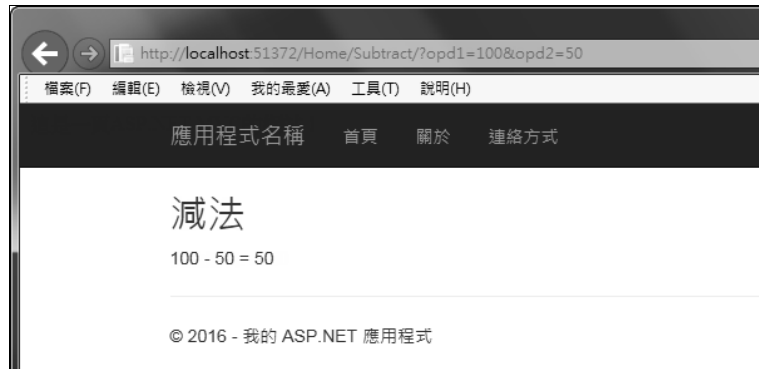 http://localhost:51372/Home/Subtract/?opd1=100&opd2=50
檔案(F) 編輯(E) 檢視(V) 我的最愛(A) 工具(T) 說明(H)
應用程式名稱 首頁 關於 連絡方式
減法
100 - 50 = 50
© 2016 - 我的 ASP.NET 應用程式